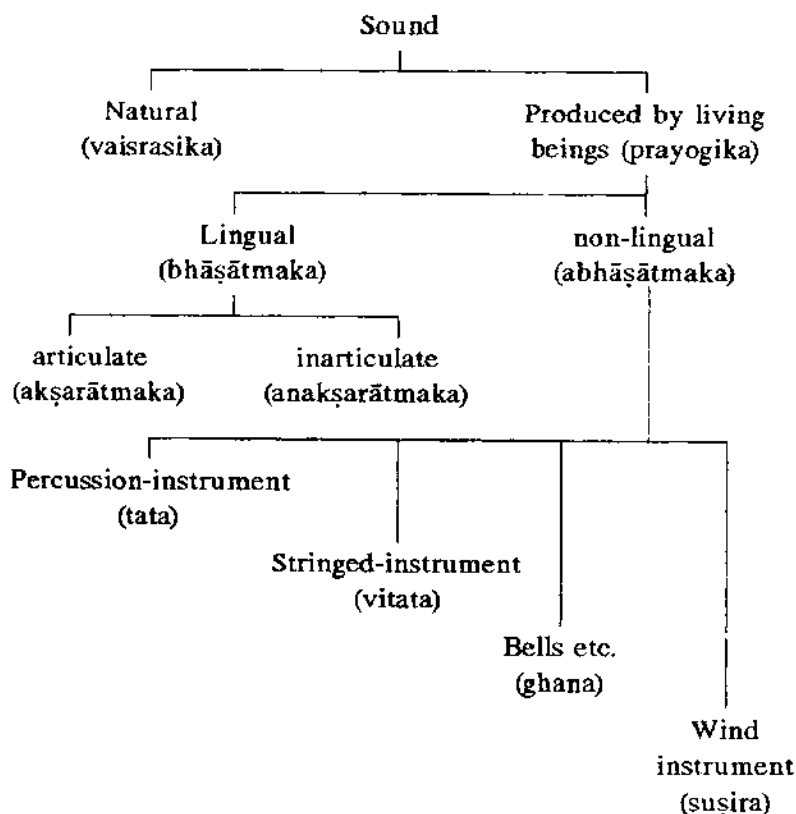 Sound
Natural
(vaisrasika)
Produced by living
beings (prayogika)
Lingual
(bhāṣātmaka)
non-lingual
(abhāṣātmaka)
articulate
(akṣarātmaka)
inarticulate
(anakṣarātmaka)
Percussion-instrument
(tata)
Stringed-instrument
(vitata)
Bells etc.
(ghana)
Wind
instrument
(suṣira)